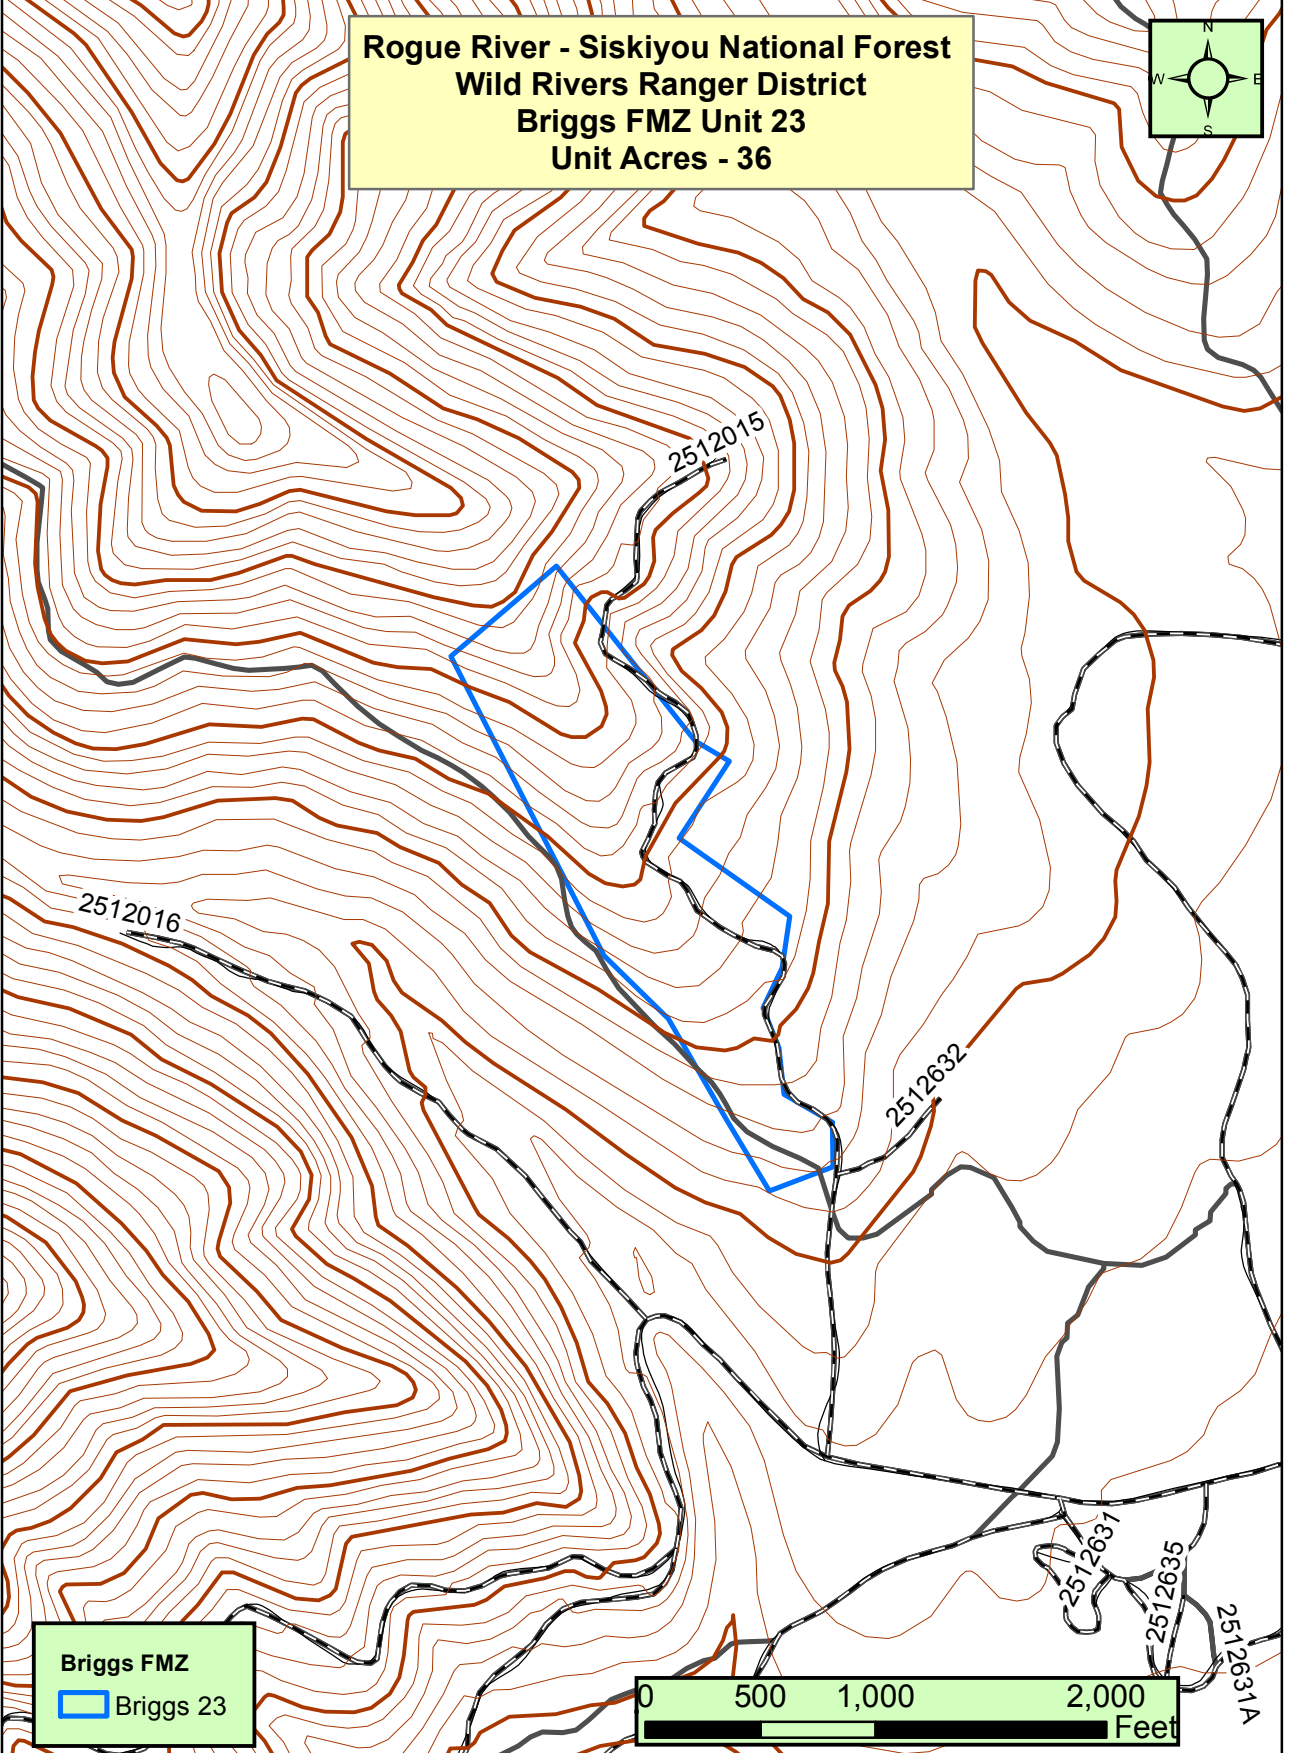 Rogue River - Siskiyou National Forest
Wild Rivers Ranger District
Briggs FMZ Unit 23
Unit Acres - 36
N
W E
S
2512015
2512016
2512632
2512631
2512635
2512631A
Briggs FMZ
Briggs 23
0 500 1,000 2,000
Feet